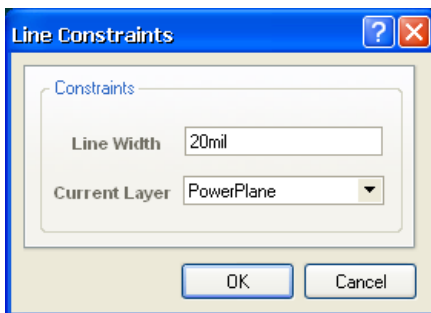 Line Constraints
Constraints
Line Width 20mil
Current Layer PowerPlane
OK Cancel